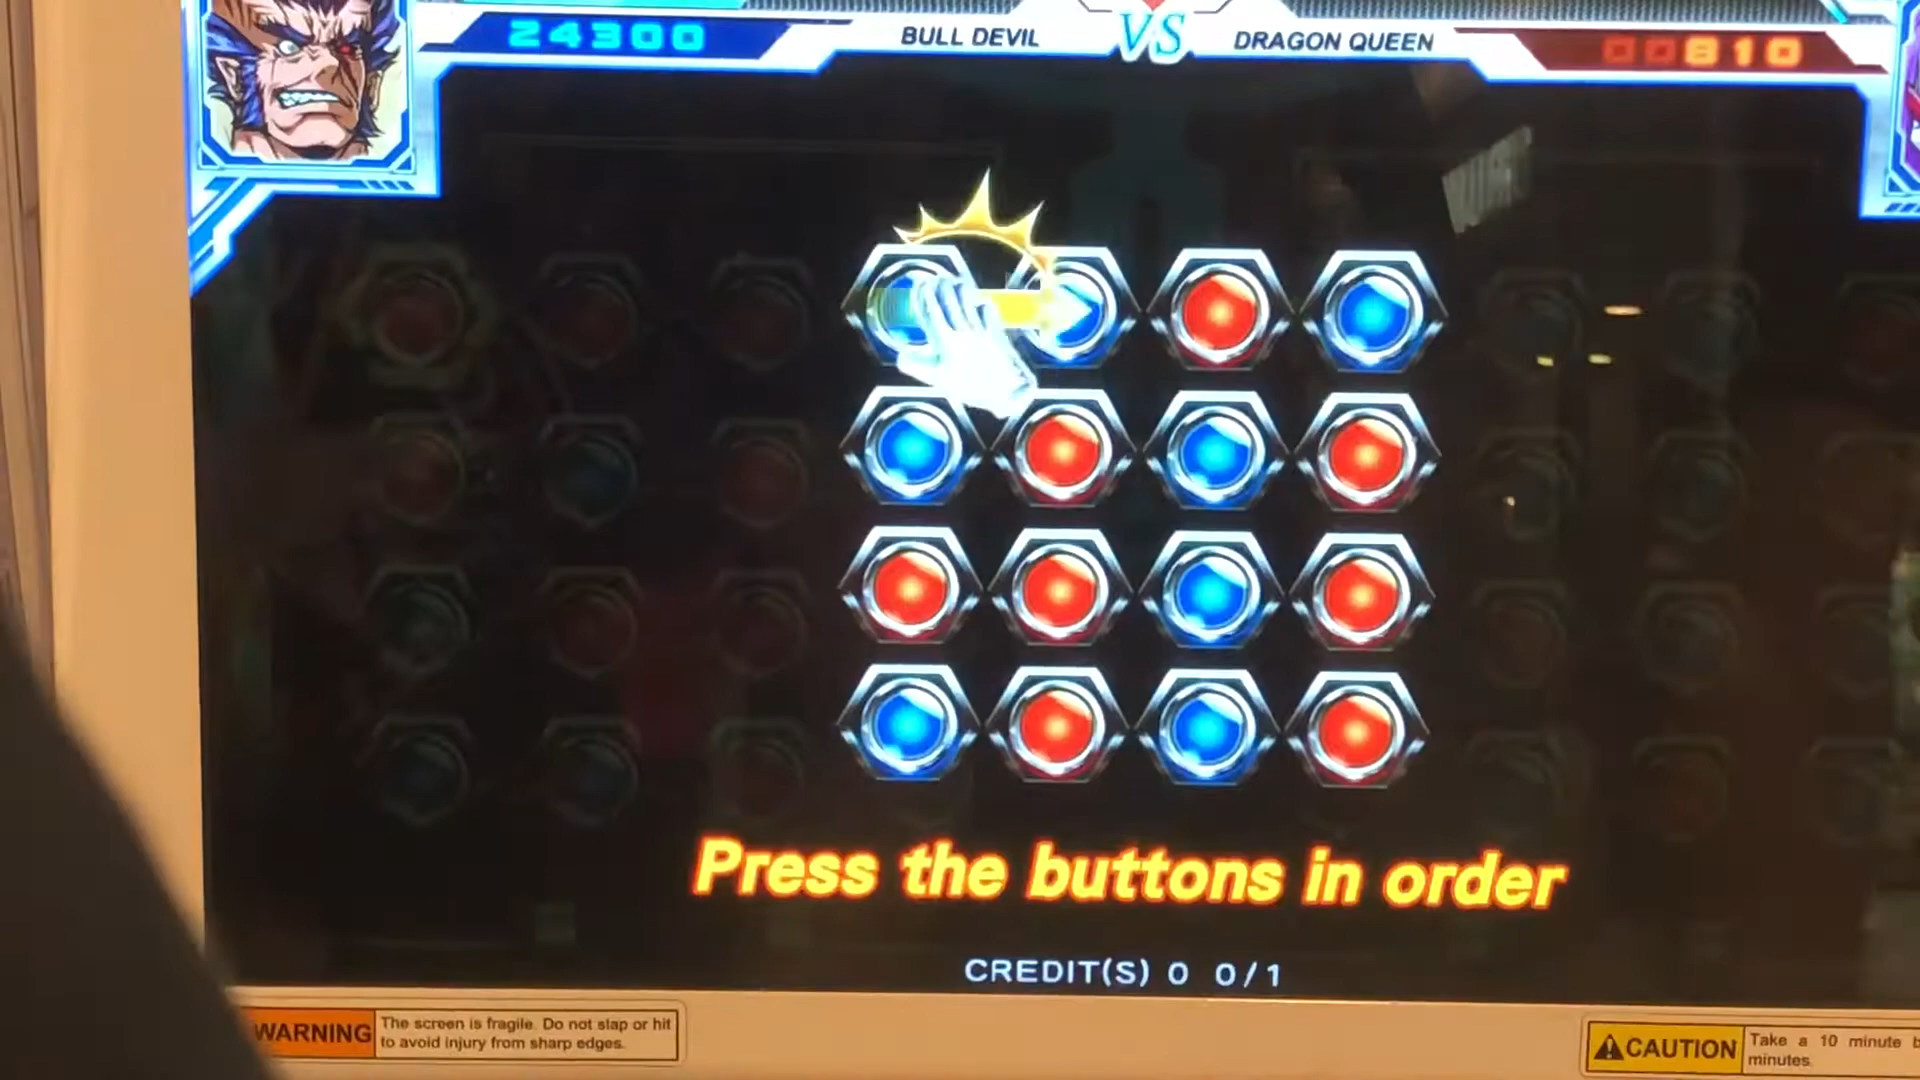 24300
BULL DEVIL
VS
DRAGON QUEEN
00810
Press the buttons in order
CREDIT(S) 0 0/1
WARNING
The screen is fragile. Do not slap or hit
to avoid injury from sharp edges.
CAUTION
Take a 10 minute
minutes.